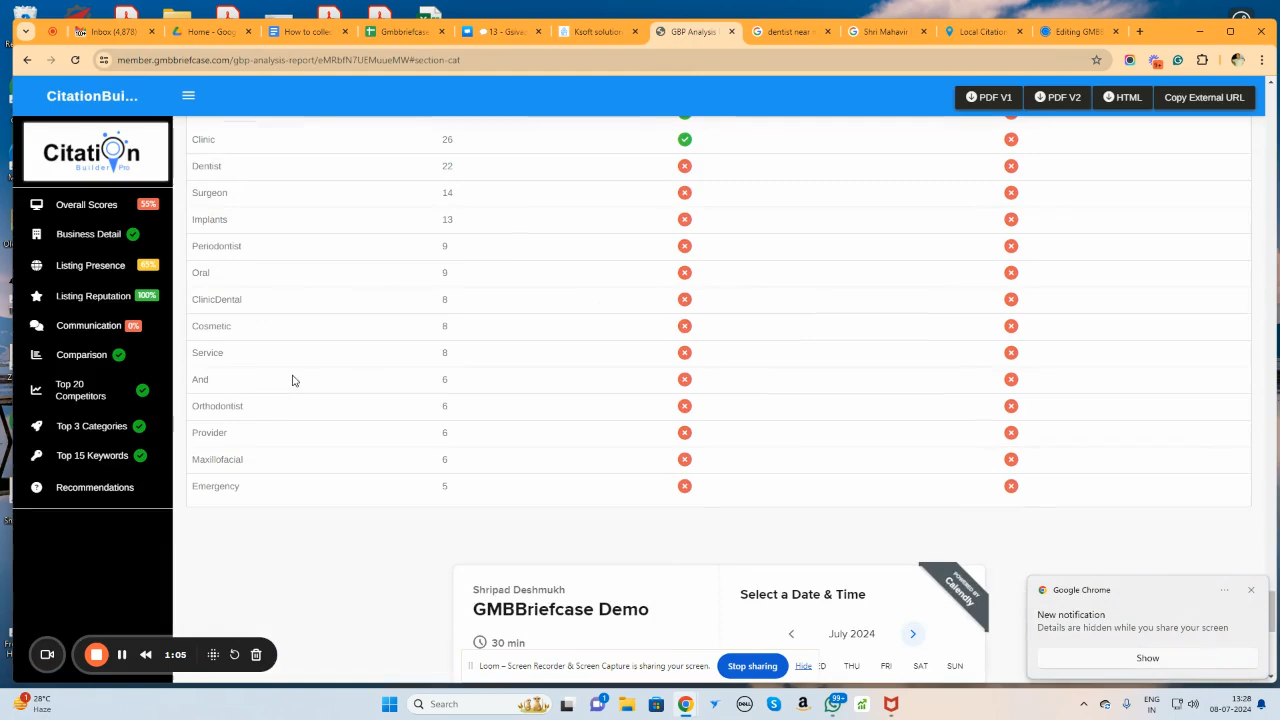 Inbox (4,878)
Home - Goog
How to collec
Gmbbriefcase
13 - Gsivaa
Ksoft solution
GBP Analysis
dentist near m
Shri Mahavir
Local Citation
Editing GMBB
member.gmbbriefcase.com/gbp-analysis-report/eMRbfN7UEMuueMW#section-cat
CitationBui...
PDF V1
PDF V2
HTML
Copy External URL
Citation
Builder Pro
Overall Scores 55%
Business Detail
Listing Presence 65%
Listing Reputation 100%
Communication 0%
Comparison
Top 20
Competitors
Top 3 Categories
Top 15 Keywords
Recommendations
Clinic 26
Dentist 22
Surgeon 14
Implants 13
Periodontist 9
Oral 9
ClinicDental 8
Cosmetic 8
Service 8
And 6
Orthodontist 6
Provider 6
Maxillofacial 6
Emergency 5
Shripad Deshmukh
GMBBriefcase Demo
30 min
Select a Date & Time
July 2024
THU FRI SAT SUN
POWERED BY
Calendly
Google Chrome
New notification
Details are hidden while you share your screen
Show
1:05
Loom – Screen Recorder & Screen Capture is sharing your screen.
Stop sharing
Hide
1
28°C
Haze
Search
1
99+
DELL
ENG
IN
13:28
08-07-2024